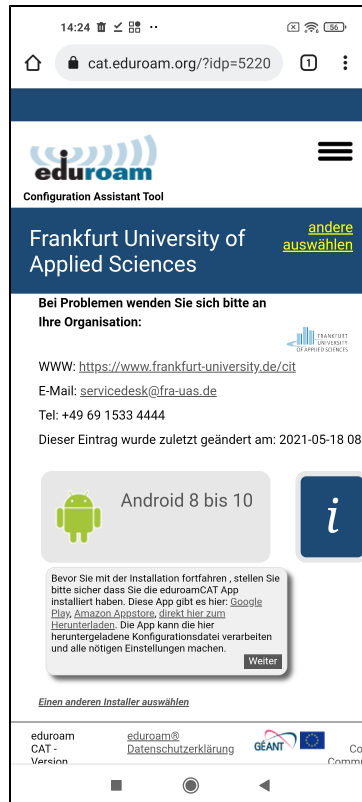 14:24
56
cat.eduroam.org/?idp=5220
1
eduroam
Configuration Assistant Tool
Frankfurt University of
Applied Sciences
andere
auswählen
Bei Problemen wenden Sie sich bitte an
Ihre Organisation:
FRANKFURT
UNIVERSITY
OF APPLIED SCIENCES
WWW: https://www.frankfurt-university.de/cit
E-Mail: servicedesk@fra-uas.de
Tel: +49 69 1533 4444
Dieser Eintrag wurde zuletzt geändert am: 2021-05-18 08
Android 8 bis 10
i
Bevor Sie mit der Installation fortfahren , stellen Sie
bitte sicher dass Sie die eduroamCAT App
installiert haben. Diese App gibt es hier: Google
Play, Amazon Appstore, direkt hier zum
Herunterladen. Die App kann die hier
heruntergeladene Konfigurationsdatei verarbeiten
und alle nötigen Einstellungen machen.
Weiter
Einen anderen Installer auswählen
eduroam
CAT -
Version
eduroam®
Datenschutzerklärung
GÉANT
Co
Commu